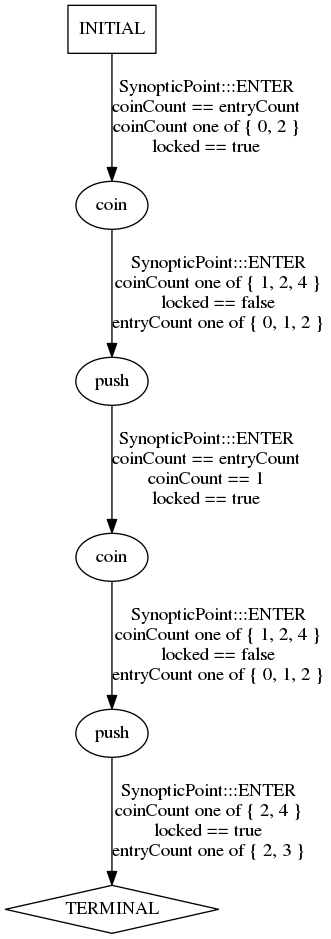 INITIAL
SynopticPoint:::ENTER
coinCount == entryCount
coinCount one of { 0, 2 }
locked == true
coin
SynopticPoint:::ENTER
coinCount one of { 1, 2, 4 }
locked == false
entryCount one of { 0, 1, 2 }
push
SynopticPoint:::ENTER
coinCount == entryCount
coinCount == 1
locked == true
coin
SynopticPoint:::ENTER
coinCount one of { 1, 2, 4 }
locked == false
entryCount one of { 0, 1, 2 }
push
SynopticPoint:::ENTER
coinCount one of { 2, 4 }
locked == true
entryCount one of { 2, 3 }
TERMINAL